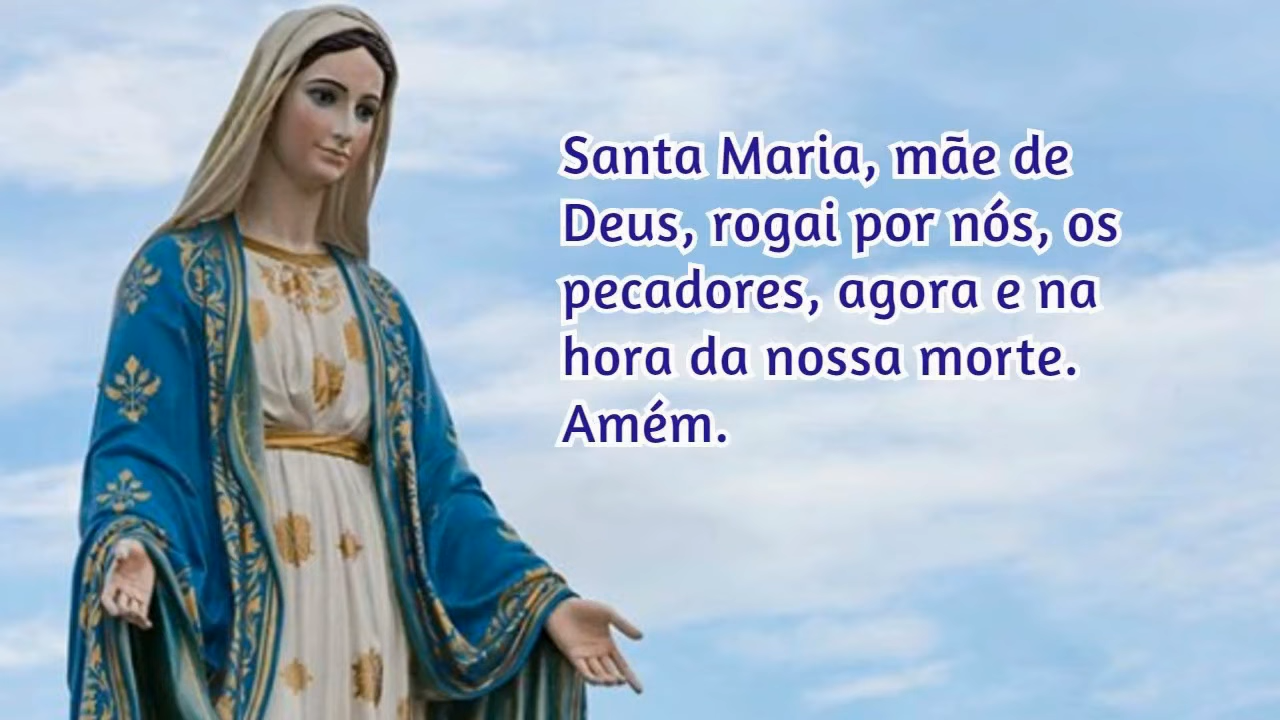 Santa Maria, mãe de
Deus, rogai por nós, os
pecadores, agora e na
hora da nossa morte.
Amém.